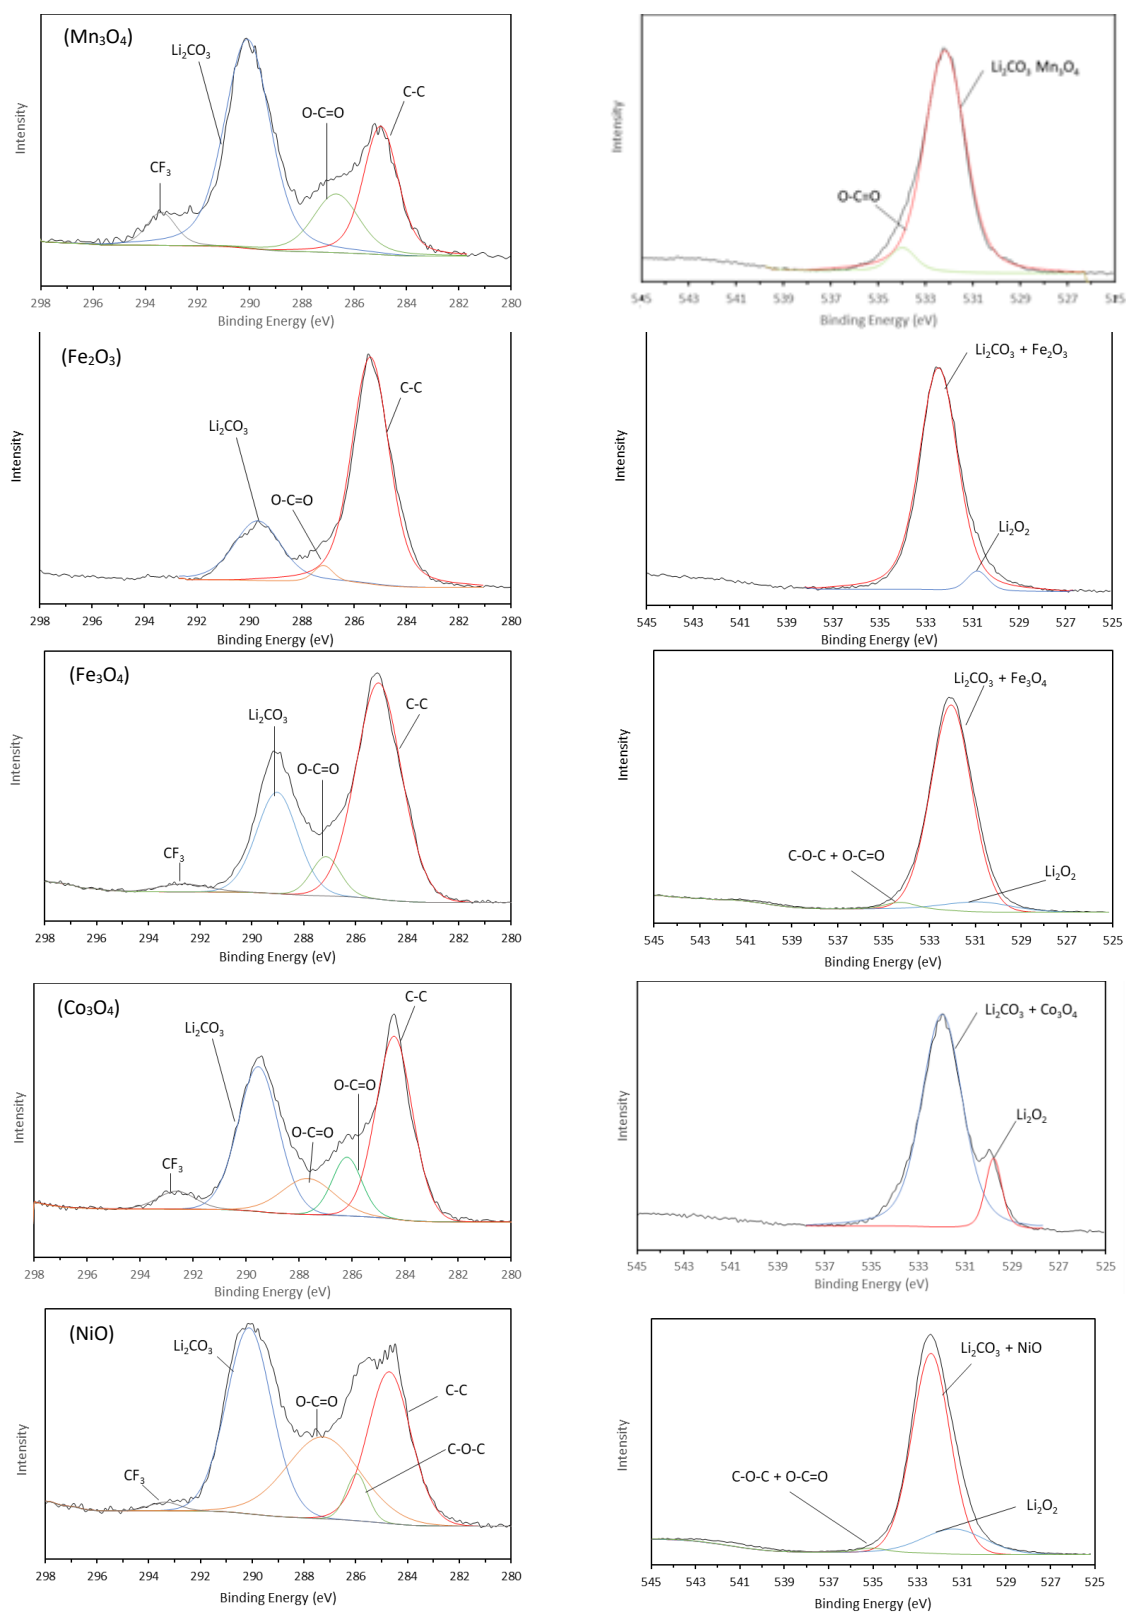 (Mn₃O₄)
Li₂CO₃
O-C=O
C-C
CF₃
Intensity
298 296 294 292 290 288 286 284 282 280
Binding Energy (eV)
Li₂CO₃ Mn₃O₄
O-C=O
Intensity
545 543 541 539 537 535 533 531 529 527 525
Binding Energy (eV)
(Fe₂O₃)
C-C
Li₂CO₃
O-C=O
Intensity
298 296 294 292 290 288 286 284 282 280
Binding Energy (eV)
Li₂CO₃ + Fe₂O₃
Li₂O₂
Intensity
545 543 541 539 537 535 533 531 529 527 525
Binding Energy (eV)
(Fe₃O₄)
Li₂CO₃
C-C
O-C=O
CF₃
Intensity
298 296 294 292 290 288 286 284 282 280
Binding Energy (eV)
Li₂CO₃ + Fe₃O₄
C-O-C + O-C=O
Li₂O₂
Intensity
545 543 541 539 537 535 533 531 529 527 525
Binding Energy (eV)
(Co₃O₄)
C-C
Li₂CO₃
O-C=O
O-C=O
CF₃
Intensity
298 296 294 292 290 288 286 284 282 280
Binding Energy (eV)
Li₂CO₃ + Co₃O₄
Li₂O₂
Intensity
545 543 541 539 537 535 533 531 529 527 525
Binding Energy (eV)
(NiO)
Li₂CO₃
C-C
O-C=O
C-O-C
CF₃
Intensity
298 296 294 292 290 288 286 284 282 280
Binding Energy (eV)
Li₂CO₃ + NiO
C-O-C + O-C=O
Li₂O₂
Intensity
545 543 541 539 537 535 533 531 529 527 525
Binding Energy (eV)